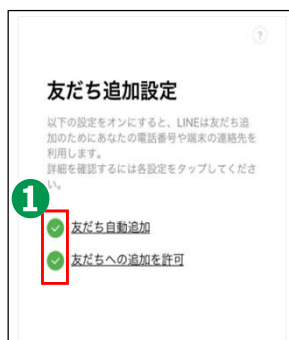 ?
友だち追加設定
以下の設定をオンにすると、LINEは友だち追
加のためにあなたの電話番号や端末の連絡先を
利用します。
詳細を確認するには各設定をタップしてくださ
い。
1
友だち自動追加
友だちへの追加を許可